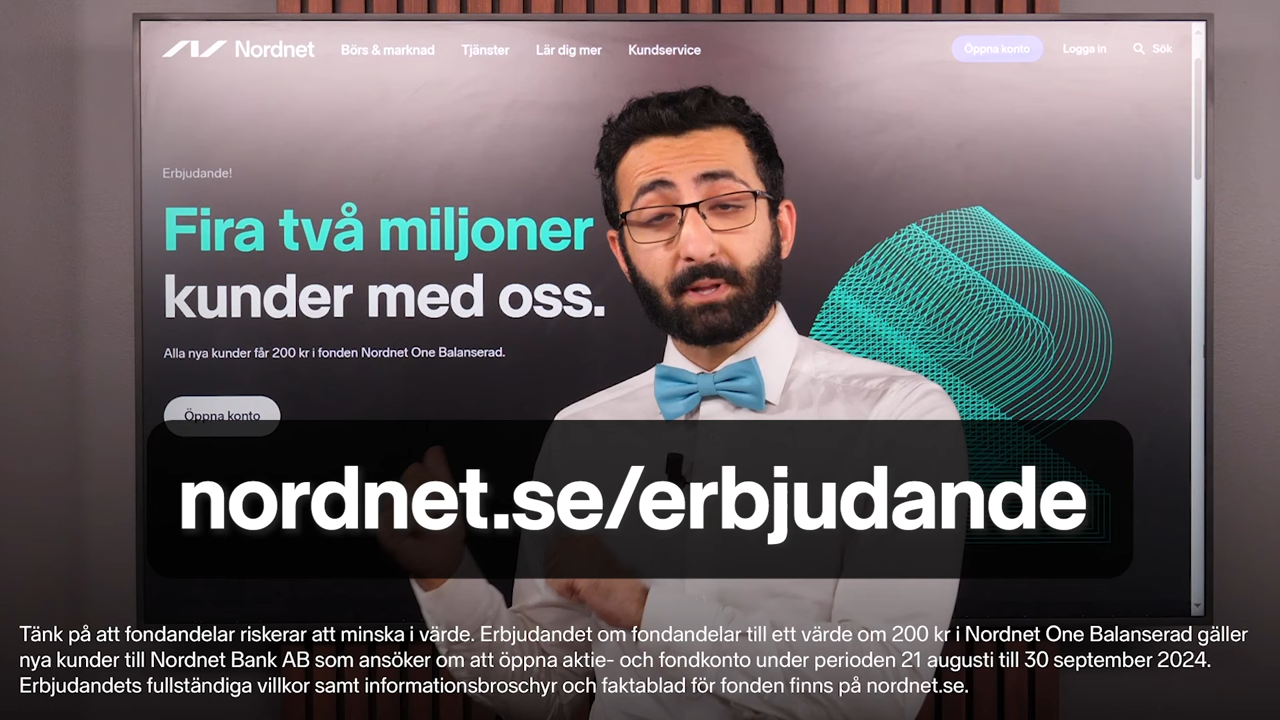 Nordnet Börs & marknad Tjänster Lär dig mer Kundservice Öppna konto Logga in Sök
Erbjudande!
Fira två miljoner
kunder med oss.
Alla nya kunder får 200 kr i fonden Nordnet One Balanserad.
Öppna konto
nordnet.se/erbjudande
Tänk på att fondandelar riskerar att minska i värde. Erbjudandet om fondandelar till ett värde om 200 kr i Nordnet One Balanserad gäller
nya kunder till Nordnet Bank AB som ansöker om att öppna aktie- och fondkonto under perioden 21 augusti till 30 september 2024.
Erbjudandets fullständiga villkor samt informationsbroschyr och faktablad för fonden finns på nordnet.se.